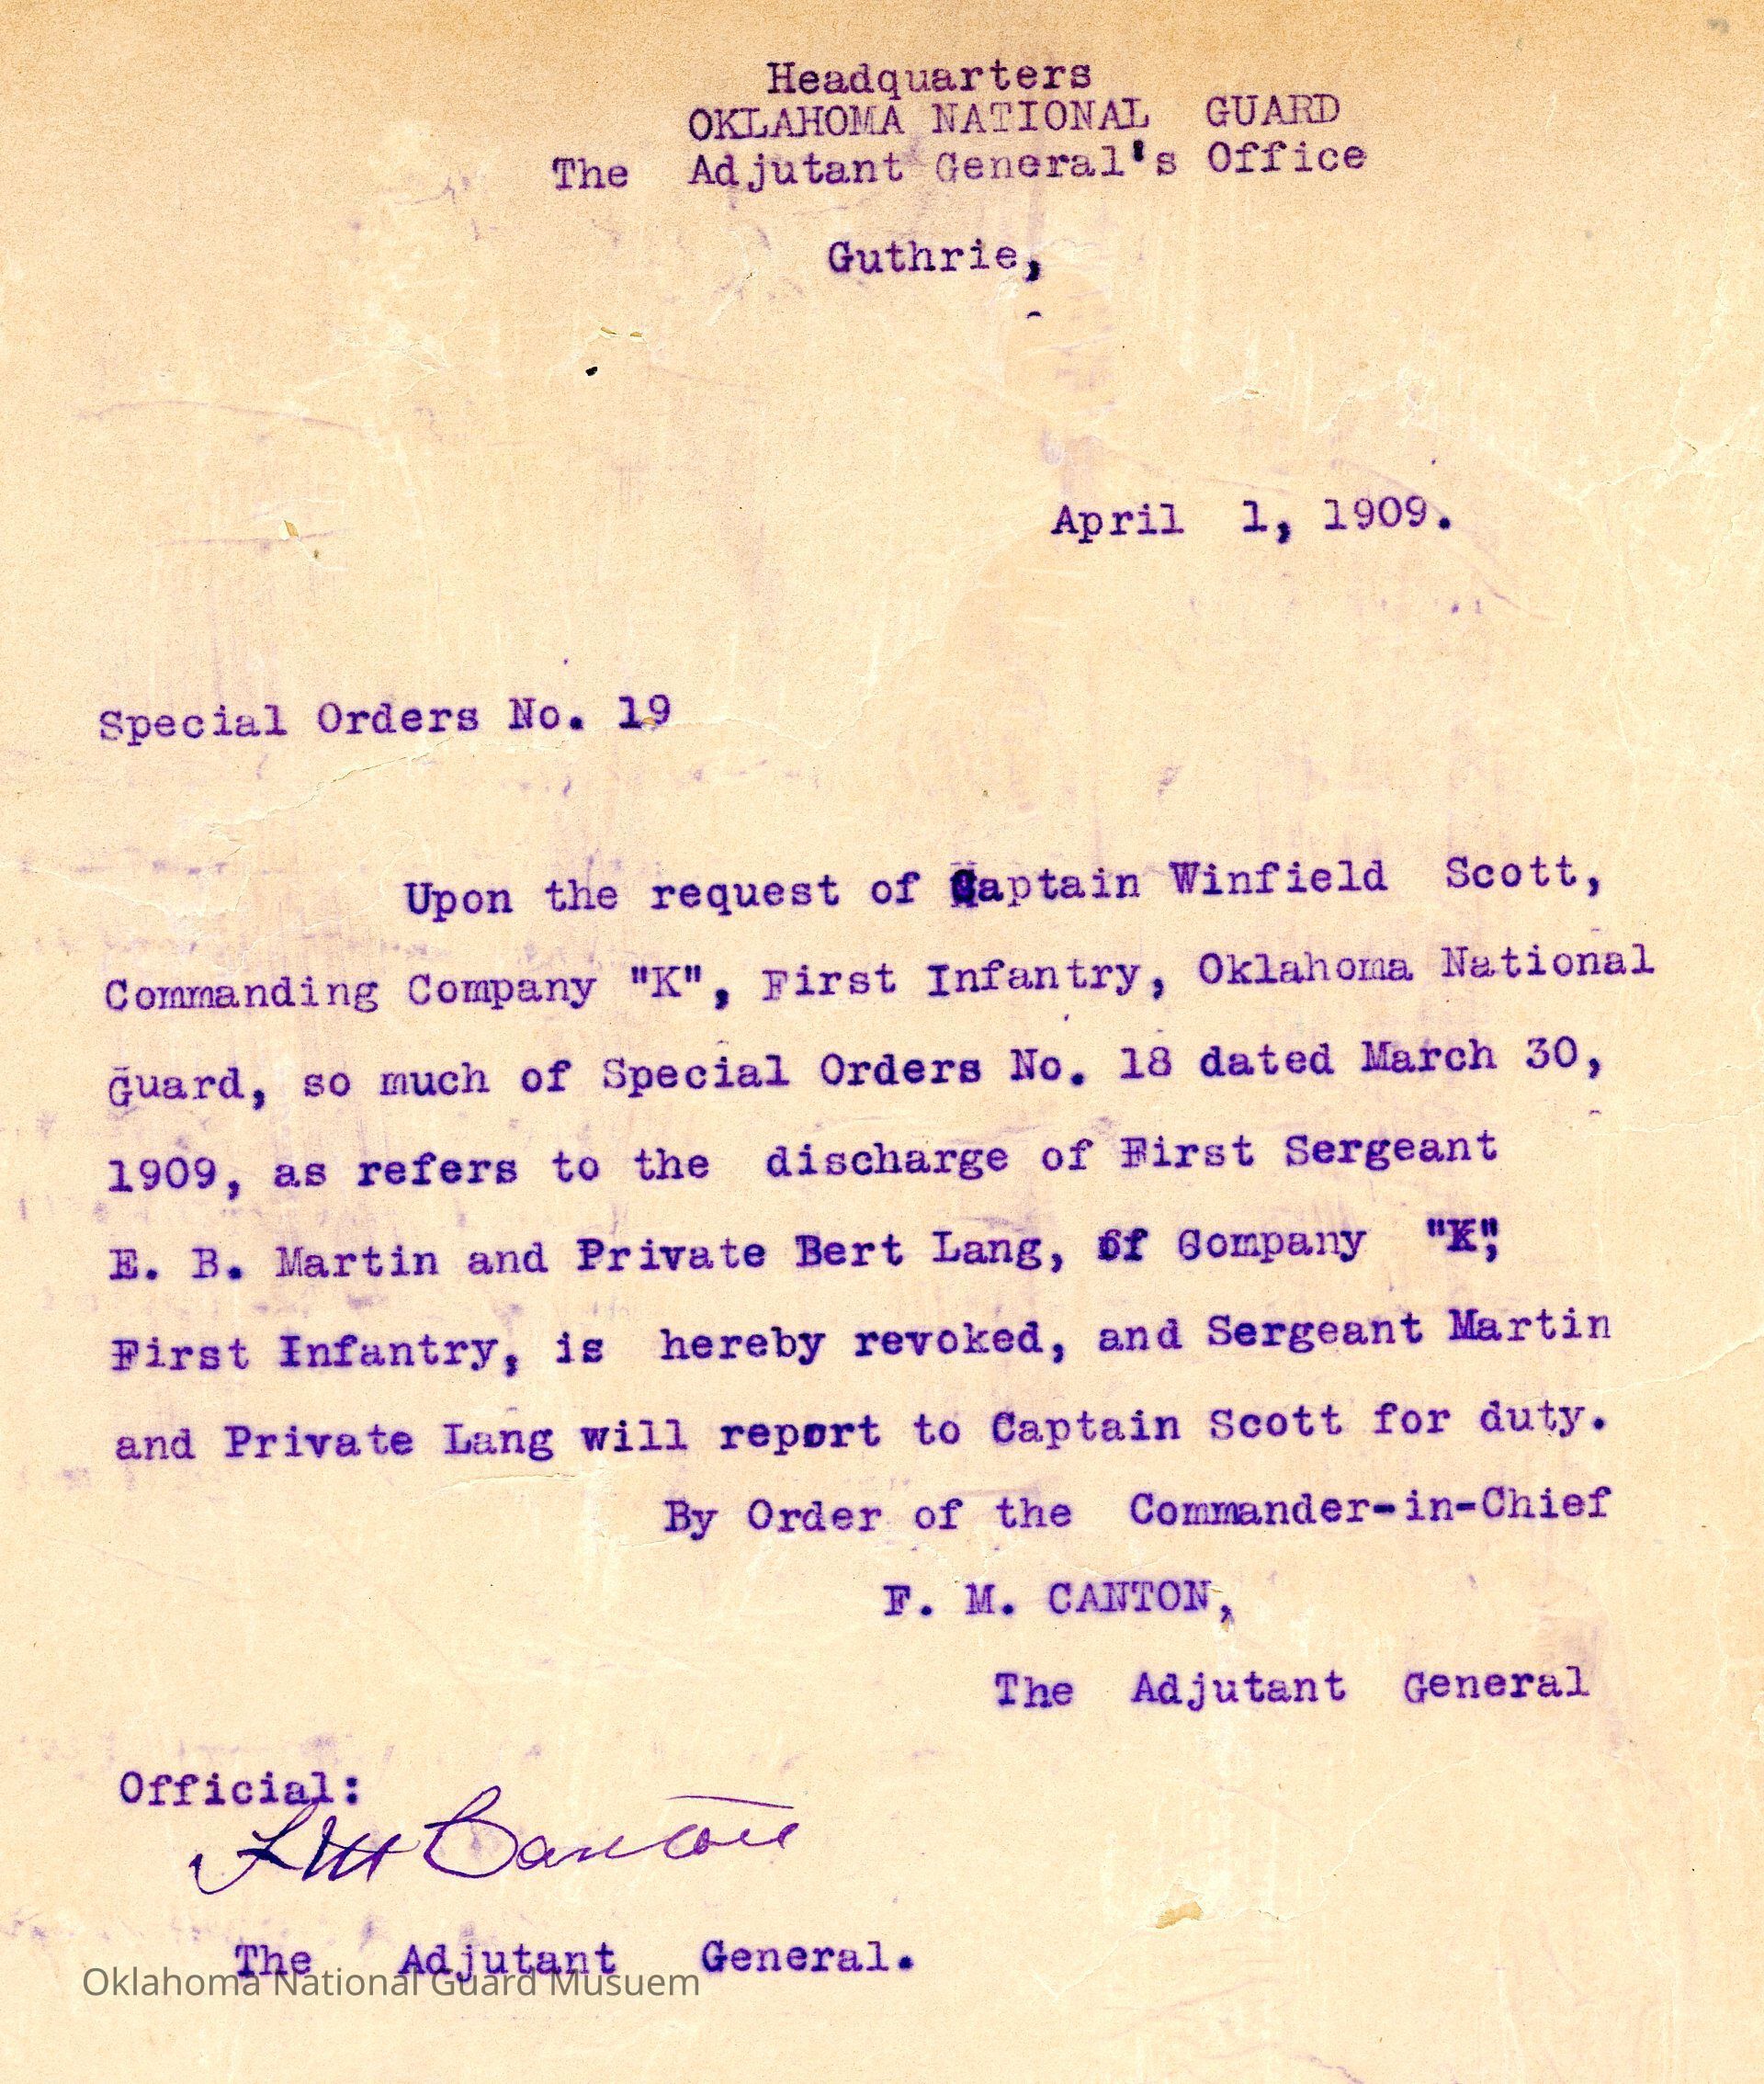 Headquarters
OKLAHOMA NATIONAL GUARD
The Adjutant General's Office
Guthrie,
April 1, 1909.
Special Orders No. 19
Upon the request of Captain Winfield Scott,
Commanding Company "K", First Infantry, Oklahoma National
Guard, so much of Special Orders No. 18 dated March 30,
1909, as refers to the discharge of First Sergeant
E. B. Martin and Private Bert Lang, of Company "K",
First Infantry, is hereby revoked, and Sergeant Martin
and Private Lang will report to Captain Scott for duty.
By Order of the Commander-in-Chief
F. M. CANTON,
The Adjutant General
Official:
F M Canton
The Adjutant General.
Oklahoma National Guard Musuem